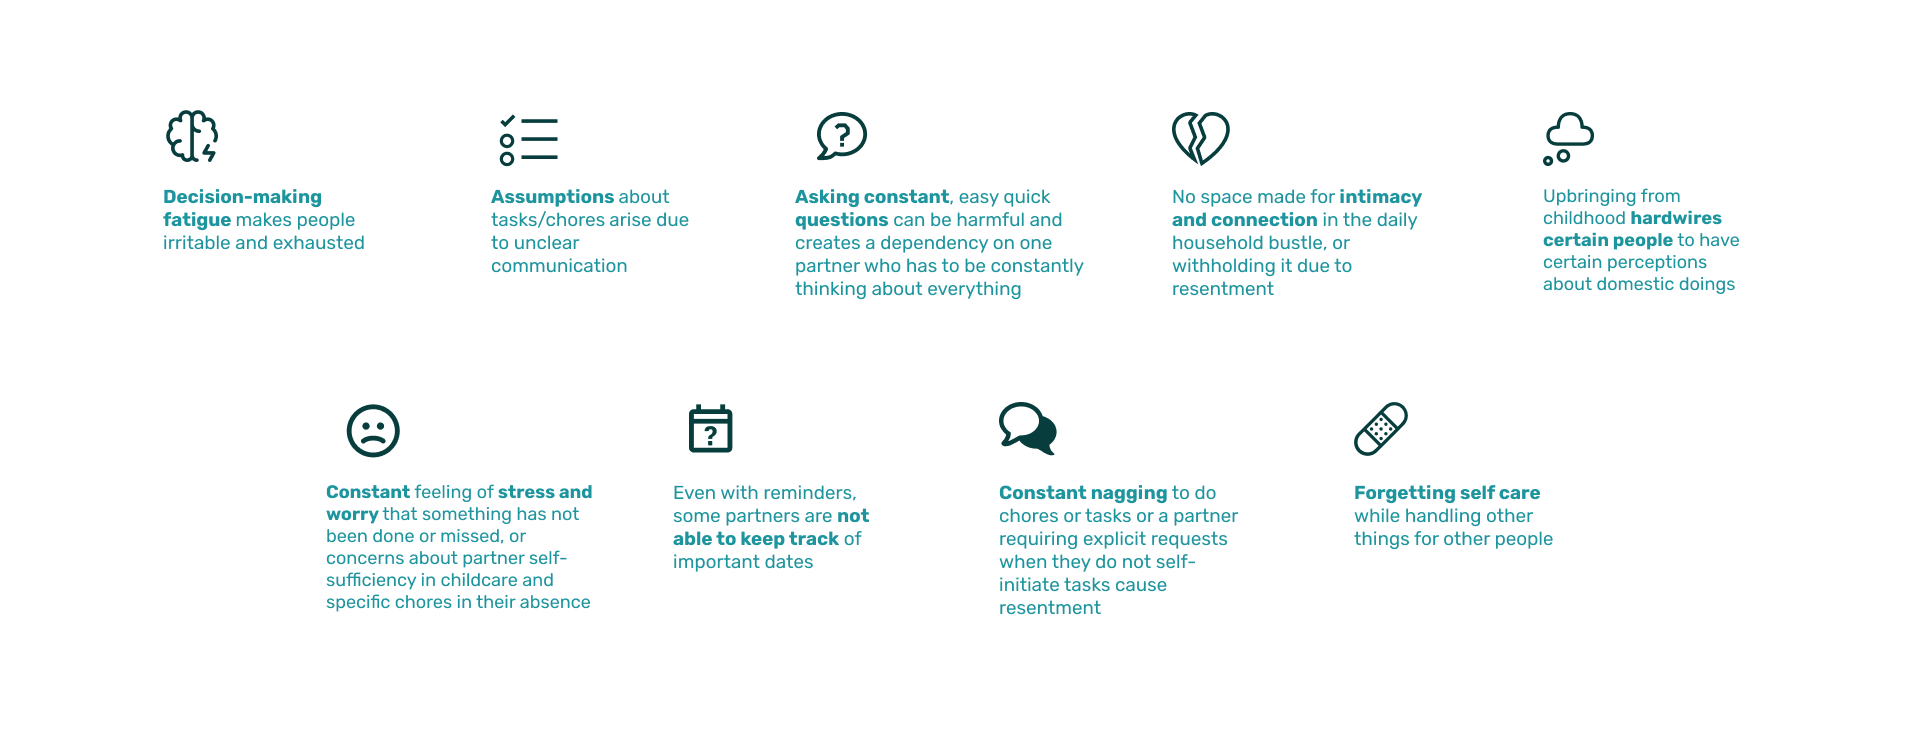 Decision-making
fatigue makes people
irritable and exhausted
Assumptions about
tasks/chores arise due
to unclear
communication
?
Asking constant, easy quick
questions can be harmful and
creates a dependency on one
partner who has to be constantly
thinking about everything
No space made for intimacy
and connection in the daily
household bustle, or
withholding it due to
resentment
Upbringing from
childhood hardwires
certain people to have
certain perceptions
about domestic doings
Constant feeling of stress and
worry that something has not
been done or missed, or
concerns about partner self-
sufficiency in childcare and
specific chores in their absence
?
Even with reminders,
some partners are not
able to keep track of
important dates
Constant nagging to do
chores or tasks or a partner
requiring explicit requests
when they do not self-
initiate tasks cause
resentment
Forgetting self care
while handling other
things for other people